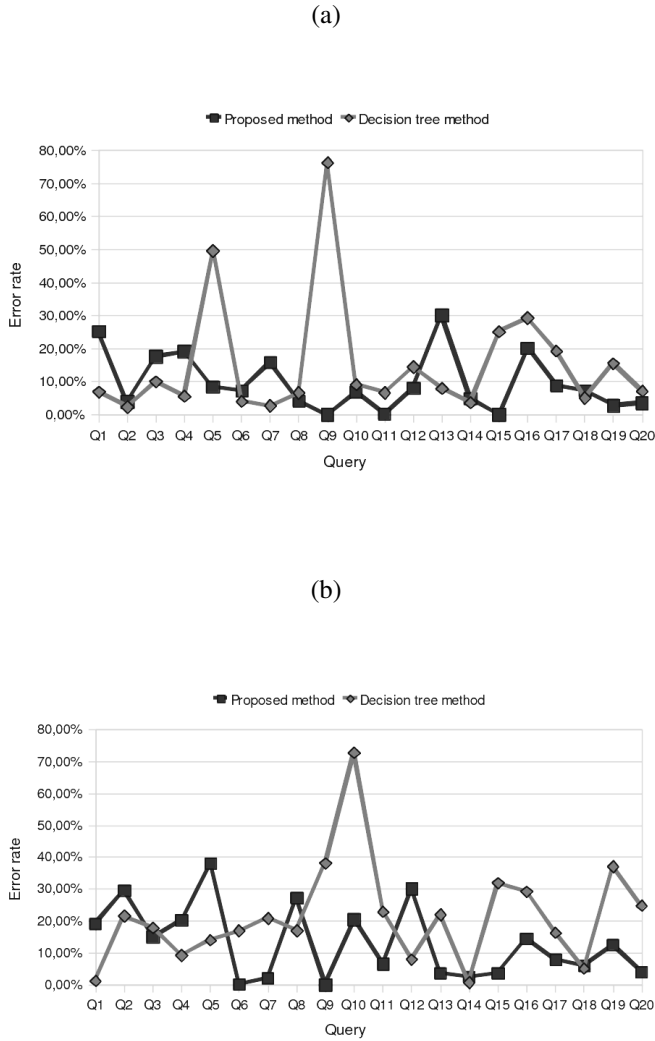 (a)
Proposed method Decision tree method
80,00%
70,00%
60,00%
50,00%
40,00%
30,00%
20,00%
10,00%
0,00%
Error rate
Q1 Q2 Q3 Q4 Q5 Q6 Q7 Q8 Q9 Q10 Q11 Q12 Q13 Q14 Q15 Q16 Q17 Q18 Q19 Q20
Query
(b)
Proposed method Decision tree method
80,00%
70,00%
60,00%
50,00%
40,00%
30,00%
20,00%
10,00%
0,00%
Error rate
Q1 Q2 Q3 Q4 Q5 Q6 Q7 Q8 Q9 Q10 Q11 Q12 Q13 Q14 Q15 Q16 Q17 Q18 Q19 Q20
Query